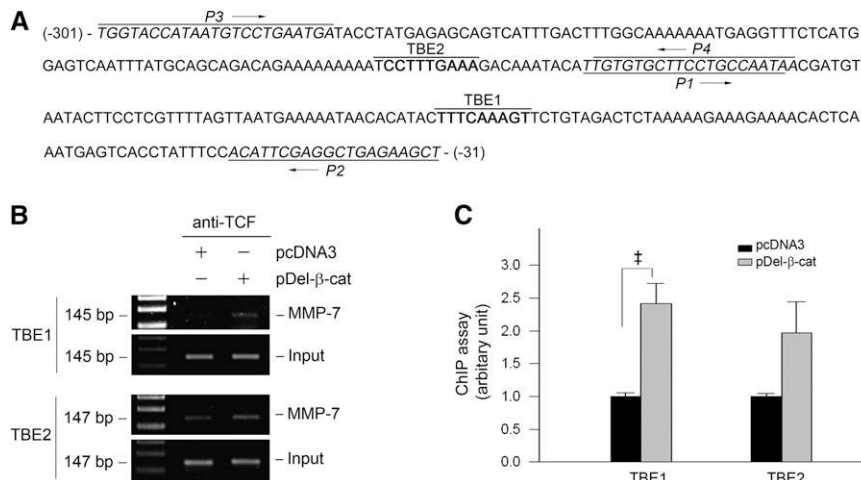 A
P3
(-301) - TGGTACCATAATGTCCTGAATGATACCTATGAGAGCAGTCATTTGACTTTGGCAAAAAAATGAGGTTTCTCATG
TBE2
P4
GAGTCAATTTATGCAGCAGACAGAAAAAAAAATCCTTTGAAAGACAAATACATTGTGTGCTTCCTGCCAATAACGATGT
P1
TBE1
AATACTTCCTCGTTTTAGTTAATGAAAAATAACACATACTTTCAAAGTTCTGTAGACTCTAAAAAGAAAGAAAACACTCA
AATGAGTCACCTATTTCCACATTCGAGGCTGAGAAGCT - (-31)
P2
B
anti-TCF
+ – pcDNA3
– + pDel-β-cat
TBE1
145 bp – – MMP-7
145 bp – – Input
TBE2
147 bp – – MMP-7
147 bp – – Input
C
pcDNA3
pDel-β-cat
‡
ChIP assay
(arbitary unit)
3.0
2.5
2.0
1.5
1.0
0.5
0.0
TBE1 TBE2